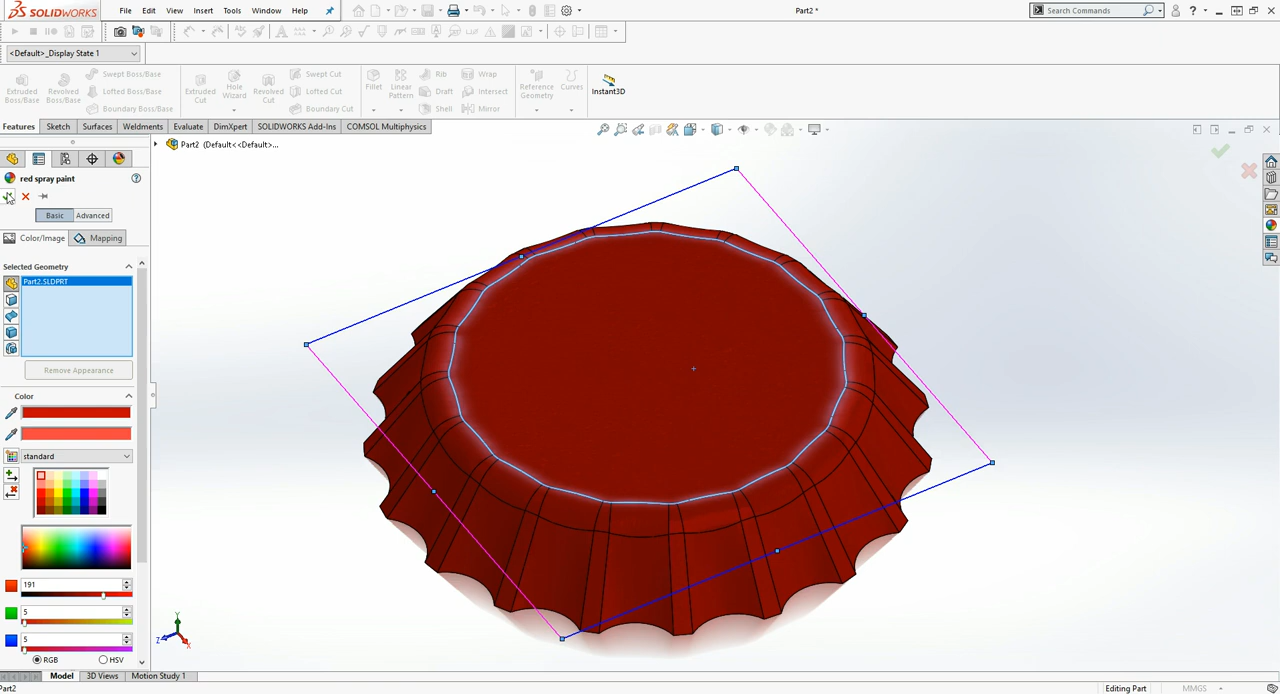 SOLIDWORKS File Edit View Insert Tools Window Help Part2 * Search Commands
<Default>_Display State 1
Extruded Boss/Base Revolved Boss/Base Swept Boss/Base Lofted Boss/Base Boundary Boss/Base Extruded Cut Hole Wizard Revolved Cut Swept Cut Lofted Cut Boundary Cut Fillet Linear Pattern Rib Draft Shell Wrap Intersect Mirror Reference Geometry Curves Instant3D
Features Sketch Surfaces Weldments Evaluate DimXpert SOLIDWORKS Add-Ins COMSOL Multiphysics
Part2 (Default<<Default>...
red spray paint
Basic Advanced
Color/Image Mapping
Selected Geometry
Part2.SLDPRT
Remove Appearance
Color
standard
191
5
5
RGB HSV
Y
Z X
Model 3D Views Motion Study 1
Part2 Editing Part MMGS